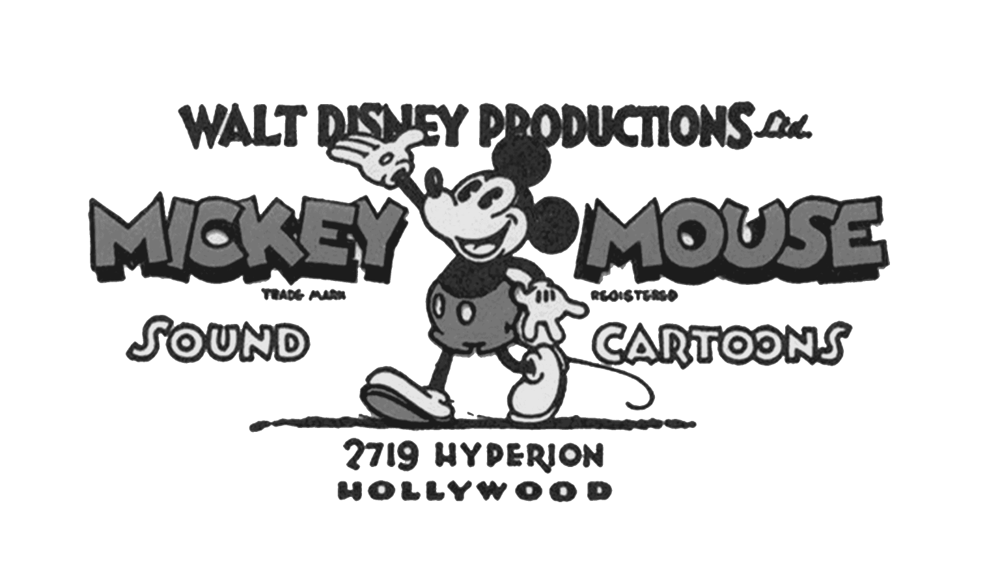 WALT DISNEY PRODUCTIONS Ltd.
MICKEY MOUSE
TRADE MARK REGISTERED
SOUND CARTOONS
2719 HYPERION
HOLLYWOOD